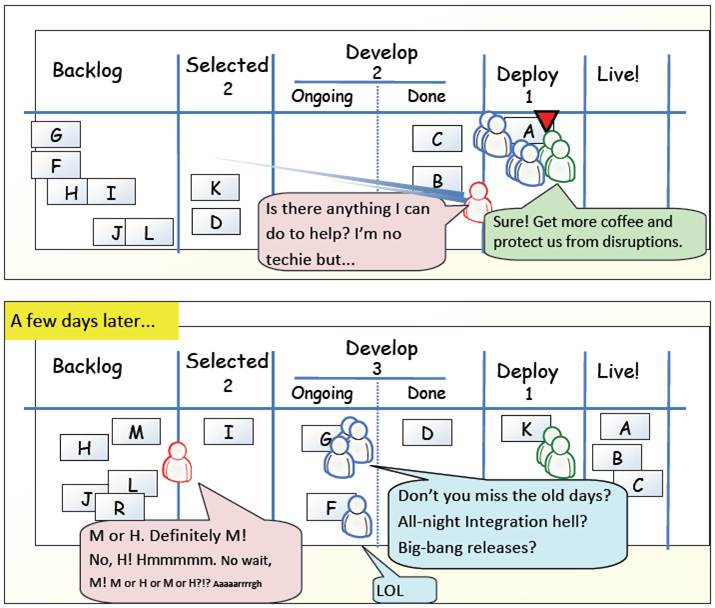 Backlog
Selected
2
Develop
2
Ongoing
Done
Deploy
1
Live!
G
F
H
I
J
L
K
D
C
B
A
Is there anything I can
do to help? I'm no
techie but...
Sure! Get more coffee and
protect us from disruptions.
A few days later...
Backlog
Selected
2
Develop
3
Ongoing
Done
Deploy
1
Live!
H
M
J
L
R
I
G
F
D
K
A
B
C
M or H. Definitely M!
No, H! Hmmmmm. No wait,
M! M or H or M or H?!? Aaaaarrrrgh
Don't you miss the old days?
All-night Integration hell?
Big-bang releases?
LOL